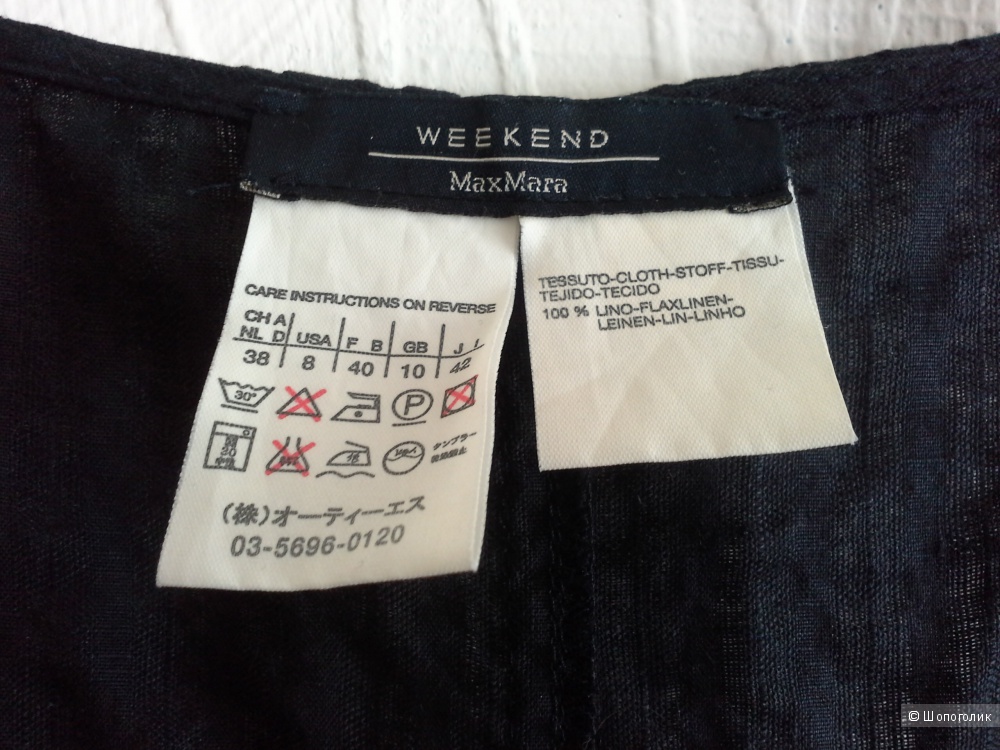 WEEKEND
MaxMara
CARE INSTRUCTIONS ON REVERSE
CH A
NL D USA F B GB J I
38 8 40 10 42
30°
P
30
(株)オーティーエス
03-5696-0120
TESSUTO-CLOTH-STOFF-TISSU-
TEJIDO-TECIDO
100 % LINO-FLAXLINEN-
LEINEN-LIN-LINHO
© Шопоголик